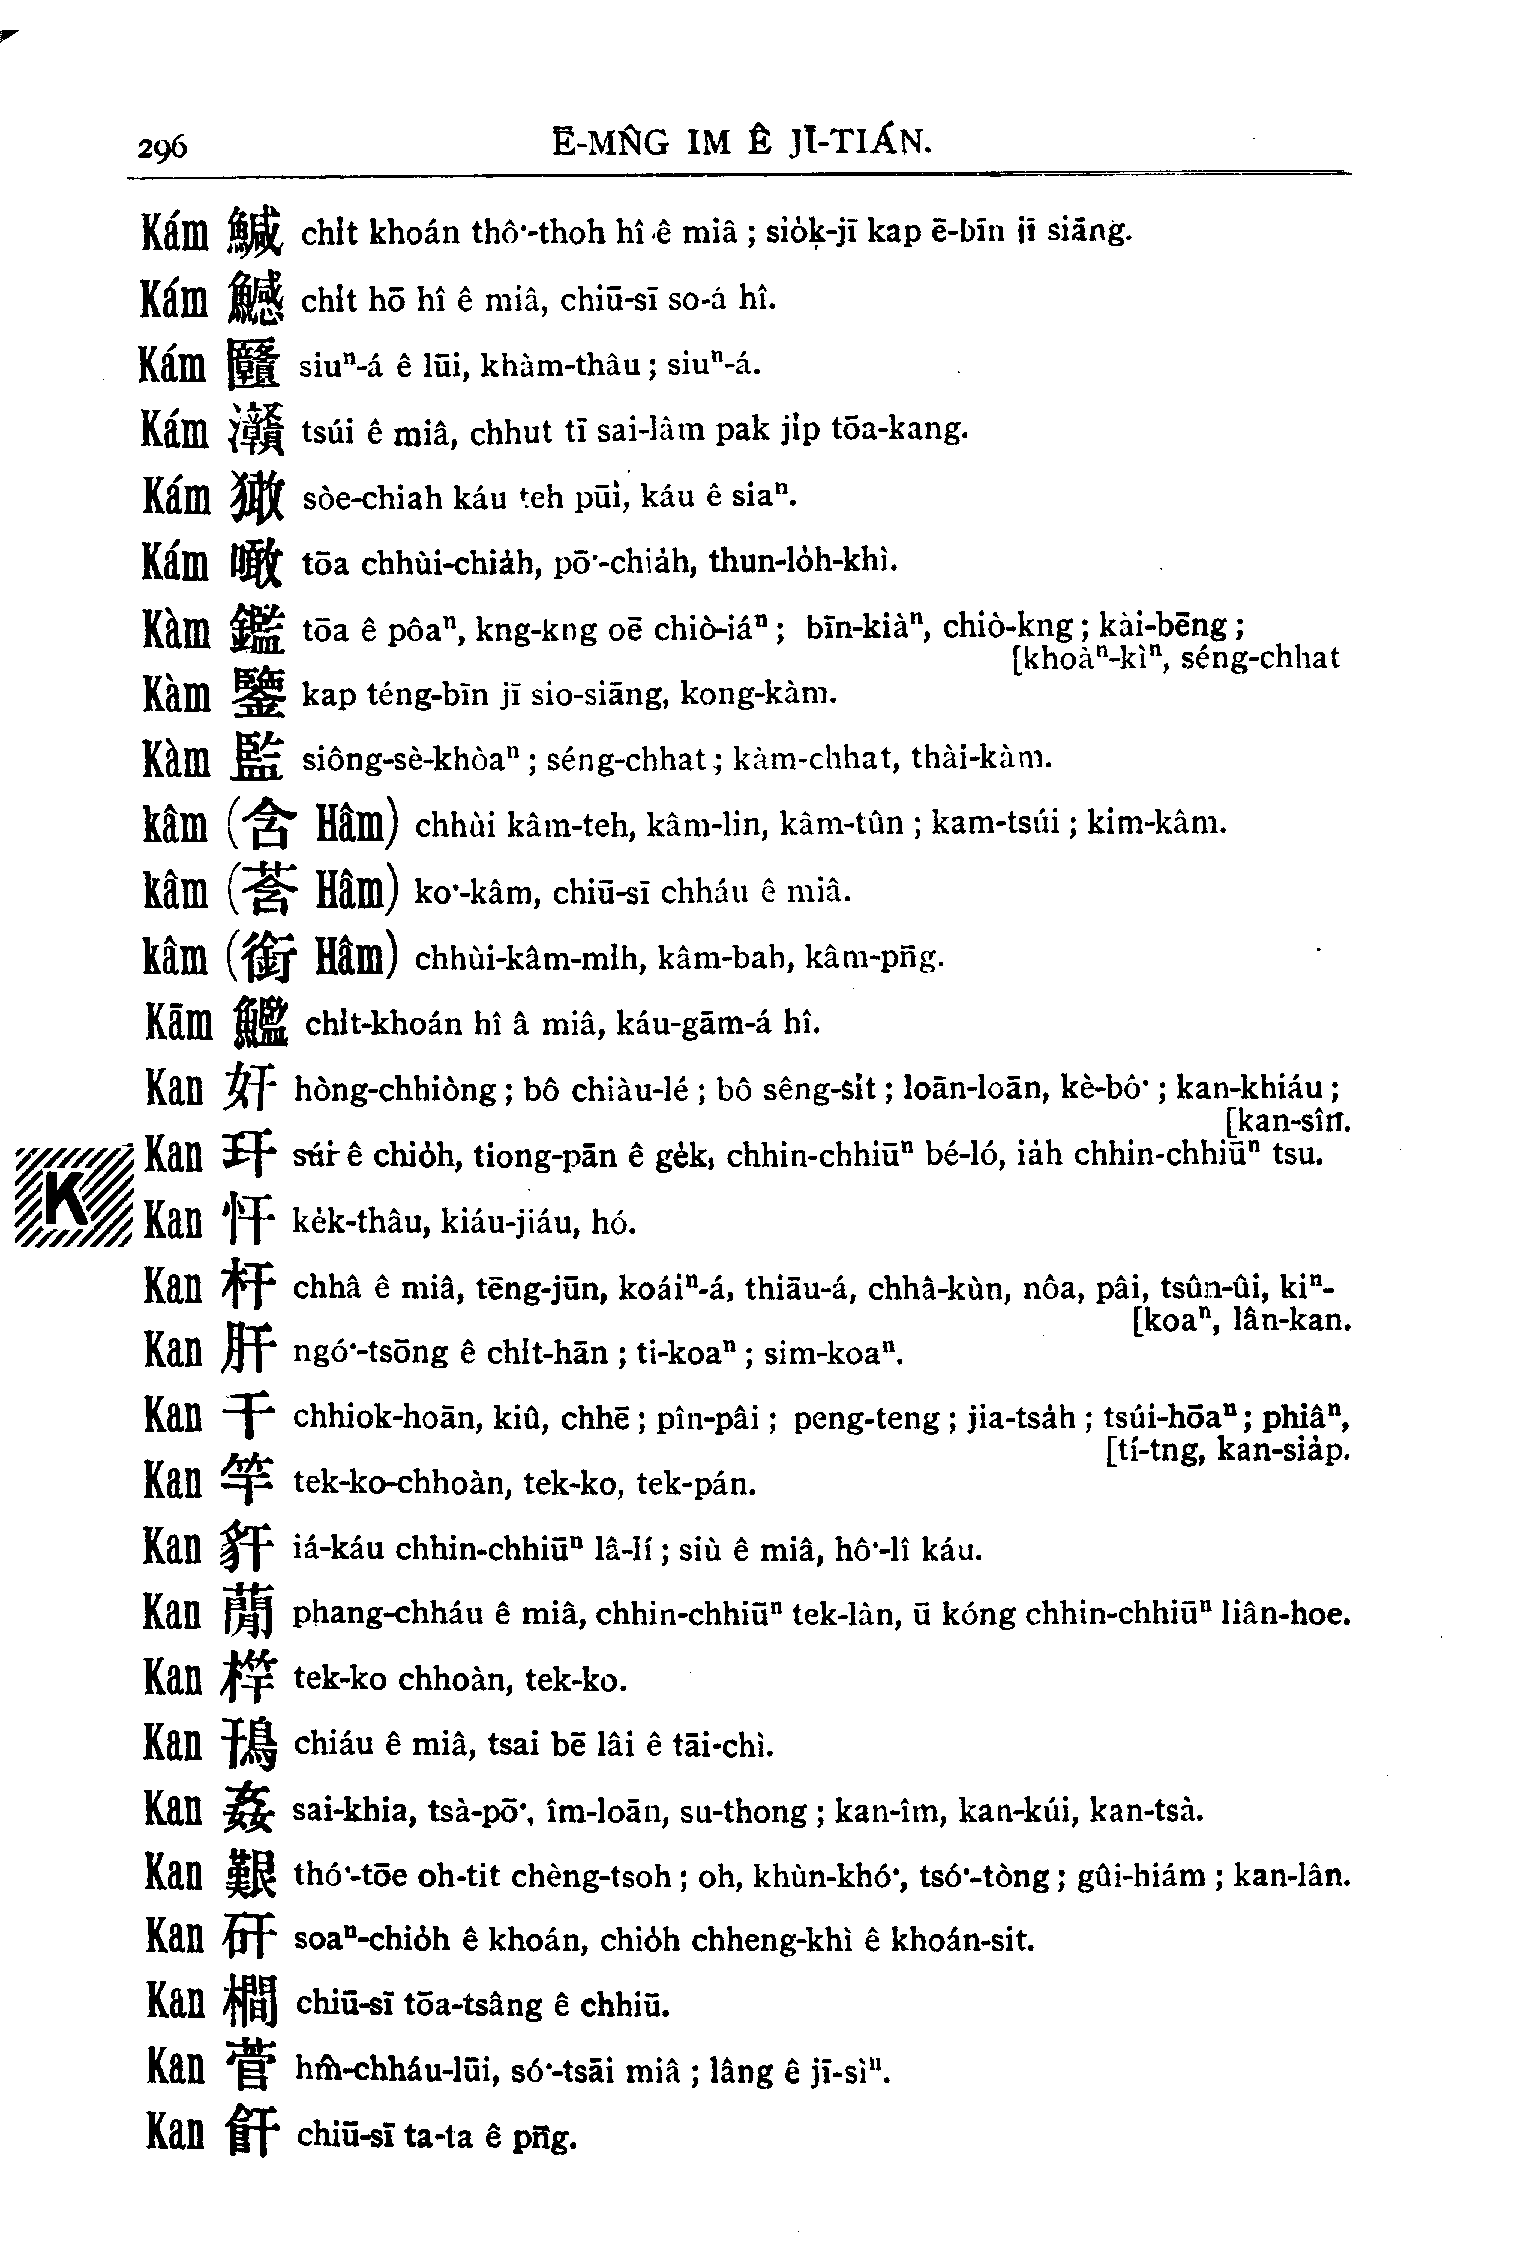 296 Ē-MN̂G IM Ê JĪ-TIÁN.
Kám 鰔 chi̍t khoán thô͘-thoh hî ê miâ ; sio̍k-jī kap ē-bīn jī siāng.
Kám 鱤 chi̍t hō hî ê miâ, chiū-sī so-á hî.
Kám siuⁿ-á ê lūi, khàm-thâu ; siuⁿ-á.
Kám 灨 tsúi ê miâ, chhut tī sai-lâm pak ji̍p tōa-kang.
Kám sòe-chiah káu teh pūi, káu ê siaⁿ.
Kám 噉 tōa chhùi-chia̍h, pō͘-chia̍h, thun-lo̍h-khì.
Kàm 鑑 tōa ê pôaⁿ, kng-kng oē chiò-iáⁿ ; bīn-kiàⁿ, chiò-kng ; kài-bēng ;
[khoàⁿ-kìⁿ, séng-chhat
Kàm 鑒 kap téng-bīn jī sio-siāng, kong-kàm.
Kàm 監 siông-sè-khòaⁿ ; séng-chhat ; kàm-chhat, thài-kàm.
kâm (含 Hâm) chhùi kâm-teh, kâm-lin, kâm-tûn ; kam-tsúi ; kim-kâm.
kâm (莟 Hâm) ko͘-kâm, chiū-sī chháu ê miâ.
kâm (銜 Hâm) chhùi-kâm-mi̍h, kâm-bah, kâm-pn̄g.
Kām 鰛 chi̍t-khoán hî â miâ, káu-gām-á hî.
Kan 奸 hòng-chhiòng ; bô chiàu-lé ; bô sêng-si̍t ; loān-loān, kè-bô͘ ; kan-khiáu ;
[kan-sîn.
Kan 玕 súi ê chio̍h, tiong-pān ê ge̍k, chhin-chhiūⁿ bé-ló, ia̍h chhin-chhiūⁿ tsu.
K
Kan 忓 ke̍k-thâu, kiáu-jiáu, hó.
Kan 杆 chhâ ê miâ, tēng-jūn, koáiⁿ-á, thiāu-á, chhâ-kùn, nôa, pâi, tsûn-ûi, kiⁿ-
[koaⁿ, lân-kan.
Kan 肝 ngó͘-tsōng ê chi̍t-hān ; ti-koaⁿ ; sim-koaⁿ.
Kan 干 chhiok-hoān, kiû, chhē ; pîn-pâi ; peng-teng ; jia-tsa̍h ; tsúi-hōaⁿ ; phiâⁿ,
[tí-tng, kan-sia̍p.
Kan 竿 tek-ko-chhoàn, tek-ko, tek-pán.
Kan 豻 iá-káu chhin-chhiūⁿ lâ-lí ; siù ê miâ, hô͘-lî káu.
Kan 蕑 phang-chháu ê miâ, chhin-chhiūⁿ tek-làn, ū kóng chhin-chhiūⁿ liân-hoe.
Kan tek-ko chhoàn, tek-ko.
Kan 鳱 chiáu ê miâ, tsai bē lâi ê tāi-chì.
Kan 姦 sai-khia, tsà-pō͘, îm-loān, su-thong ; kan-îm, kan-kúi, kan-tsà.
Kan 艱 thó͘-tōe oh-tit chèng-tsoh ; oh, khùn-khó͘, tsó͘-tòng ; gûi-hiám ; kan-lân.
Kan 矸 soaⁿ-chio̍h ê khoán, chio̍h chheng-khì ê khoán-sit.
Kan 橺 chiū-sī tōa-tsâng ê chhiū.
Kan 菅 hm̂-chháu-lūi, só͘-tsāi miâ ; lâng ê jī-sìⁿ.
Kan 飦 chiū-sī ta-ta ê pn̄g.